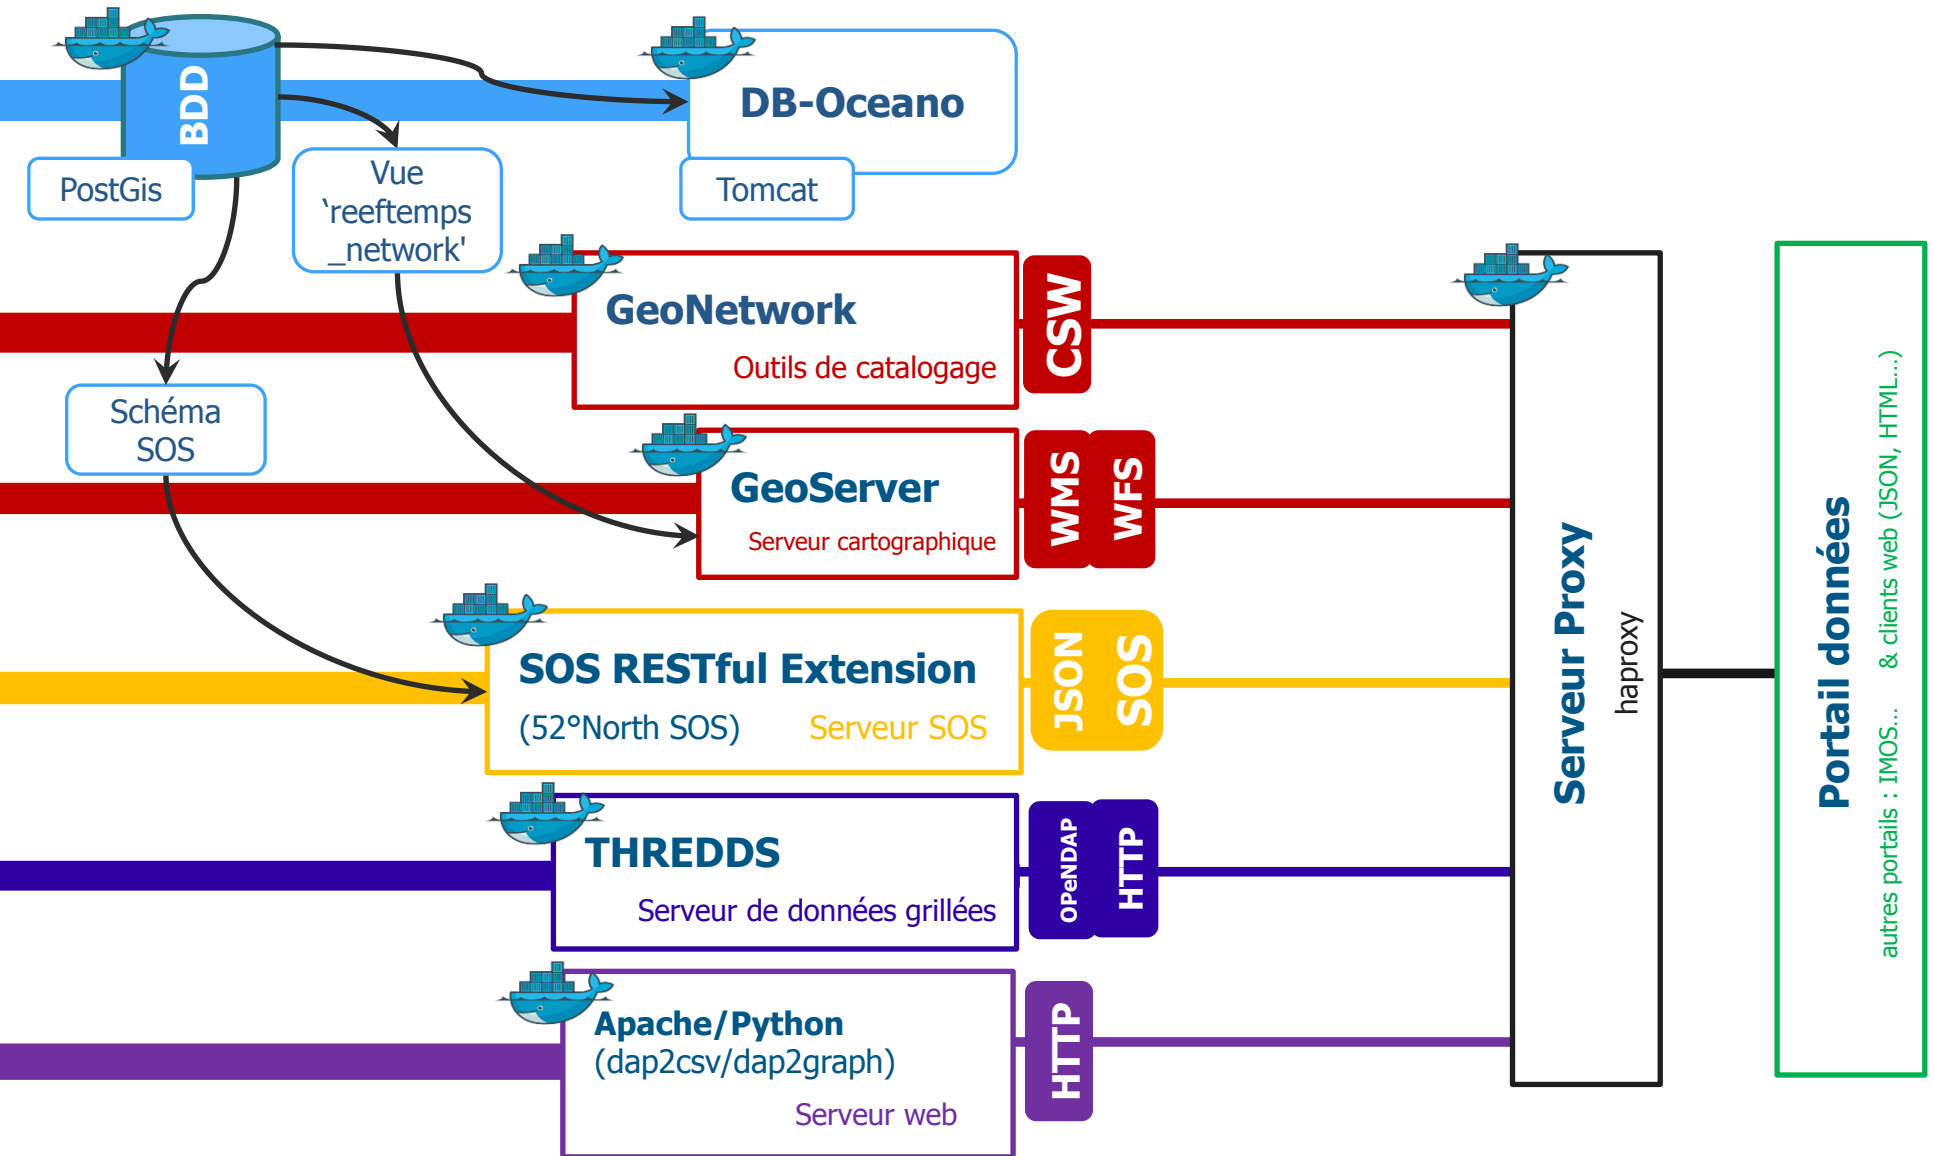 BDD
PostGis
Vue
‘reeftemps
_network'
DB-Oceano
Tomcat
GeoNetwork
Outils de catalogage
CSW
Schéma
SOS
GeoServer
Serveur cartographique
WMS
WFS
SOS RESTful Extension
(52°North SOS)
Serveur SOS
JSON
SOS
THREDDS
Serveur de données grillées
OPeNDAP
HTTP
Apache/Python
(dap2csv/dap2graph)
Serveur web
HTTP
Serveur Proxy
haproxy
Portail données
autres portails : IMOS... & clients web (JSON, HTML...)